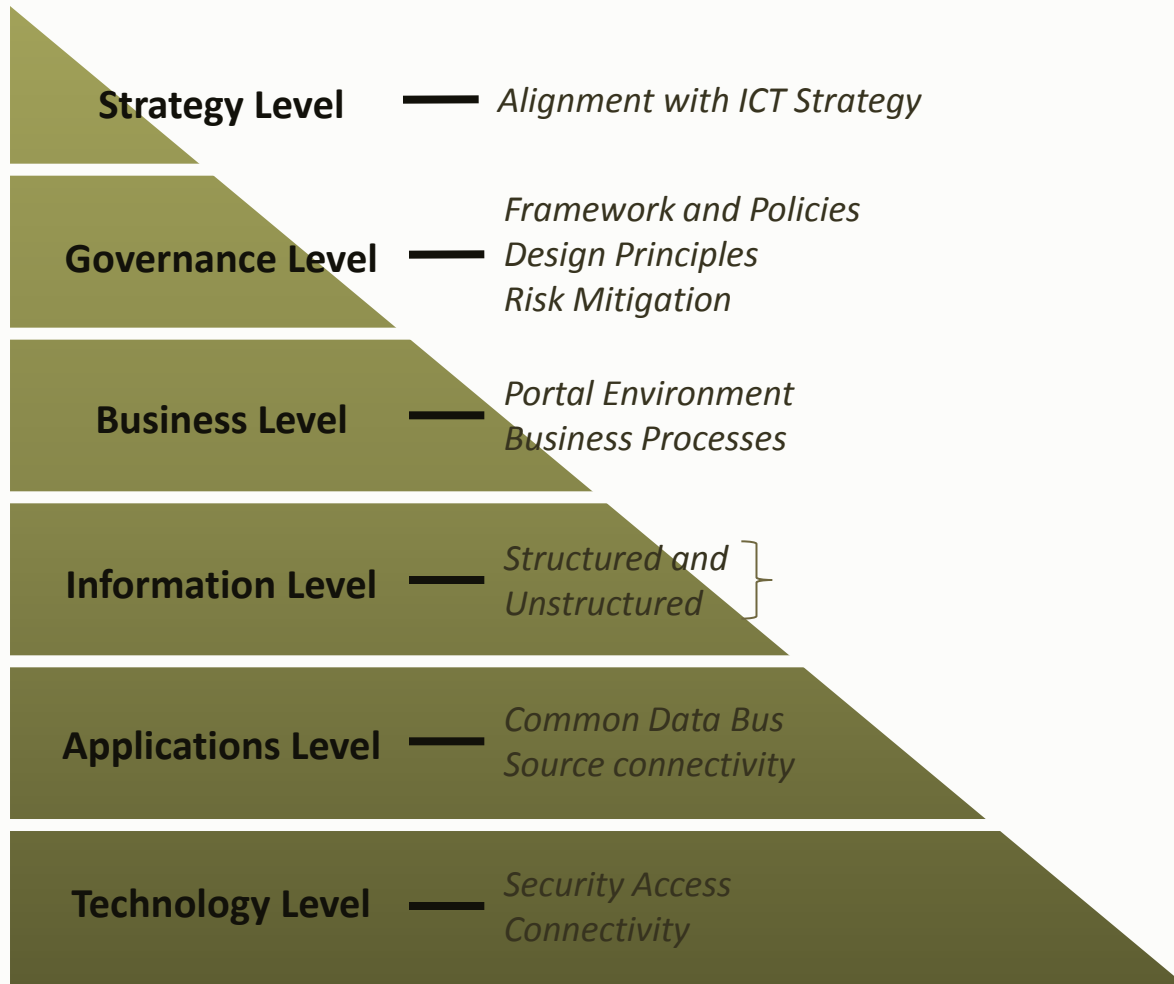 Strategy Level
Alignment with ICT Strategy
Governance Level
Framework and Policies
Design Principles
Risk Mitigation
Business Level
Portal Environment
Business Processes
Information Level
Structured and
Unstructured
Applications Level
Common Data Bus
Source connectivity
Technology Level
Security Access
Connectivity